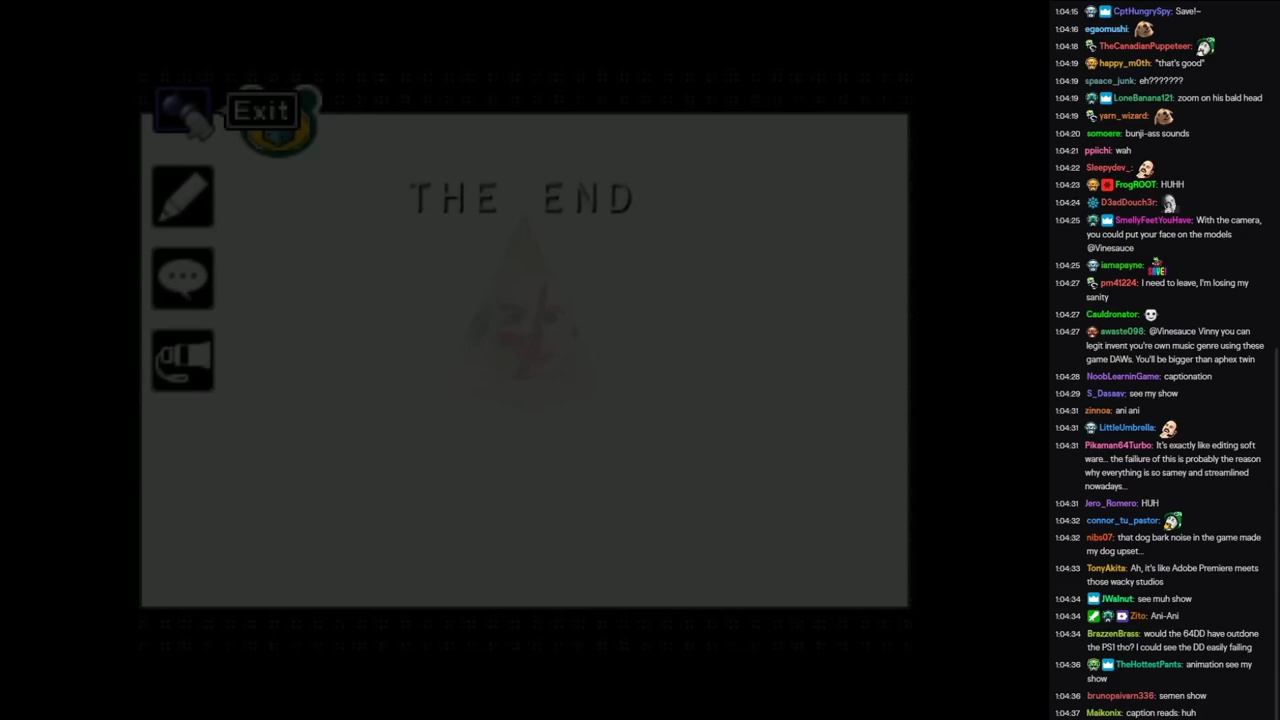 Exit
THE END
1:04:15 CptHungrySpy: Save!~
1:04:16 egaomushi:
1:04:18 TheCanadianPuppeteer:
1:04:19 happy_m0th: "that's good"
1:04:19 spaace_junk: eh???????
1:04:19 LoneBanana121: zoom on his bald head
1:04:19 yarn_wizard:
1:04:20 somoere: bunji-ass sounds
1:04:21 ppiichi: wah
1:04:22 Sleepydev_:
1:04:23 FrogROOT: HUHH
1:04:24 D3adDouch3r:
1:04:25 SmellyFeetYouHave: With the camera,
you could put your face on the models
@Vinesauce
1:04:25 iamapayne: SAVE!
1:04:27 pm41224: I need to leave, I'm losing my
sanity
1:04:27 Cauldronator:
1:04:27 awaste098: @Vinesauce Vinny you can
legit invent you're own music genre using these
game DAWs. You'll be bigger than aphex twin
1:04:28 NoobLearninGame: captionation
1:04:29 S_Dasaav: see my show
1:04:31 zinnoa: ani ani
1:04:31 LittleUmbrella:
1:04:31 Pikaman64Turbo: It's exactly like editing soft
ware... the failiure of this is probably the reason
why everything is so samey and streamlined
nowadays...
1:04:31 Jero_Romero: HUH
1:04:32 connor_tu_pastor:
1:04:32 nibs07: that dog bark noise in the game made
my dog upset...
1:04:33 TonyAkita: Ah, it's like Adobe Premiere meets
those wacky studios
1:04:34 JWalnut: see muh show
1:04:34 Zito: Ani-Ani
1:04:34 BrazzenBrass: would the 64DD have outdone
the PS1 tho? I could see the DD easily failing
1:04:36 TheHottestPants: animation see my
show
1:04:36 brunopaivarn336: semen show
1:04:37 Maikonix: caption reads: huh